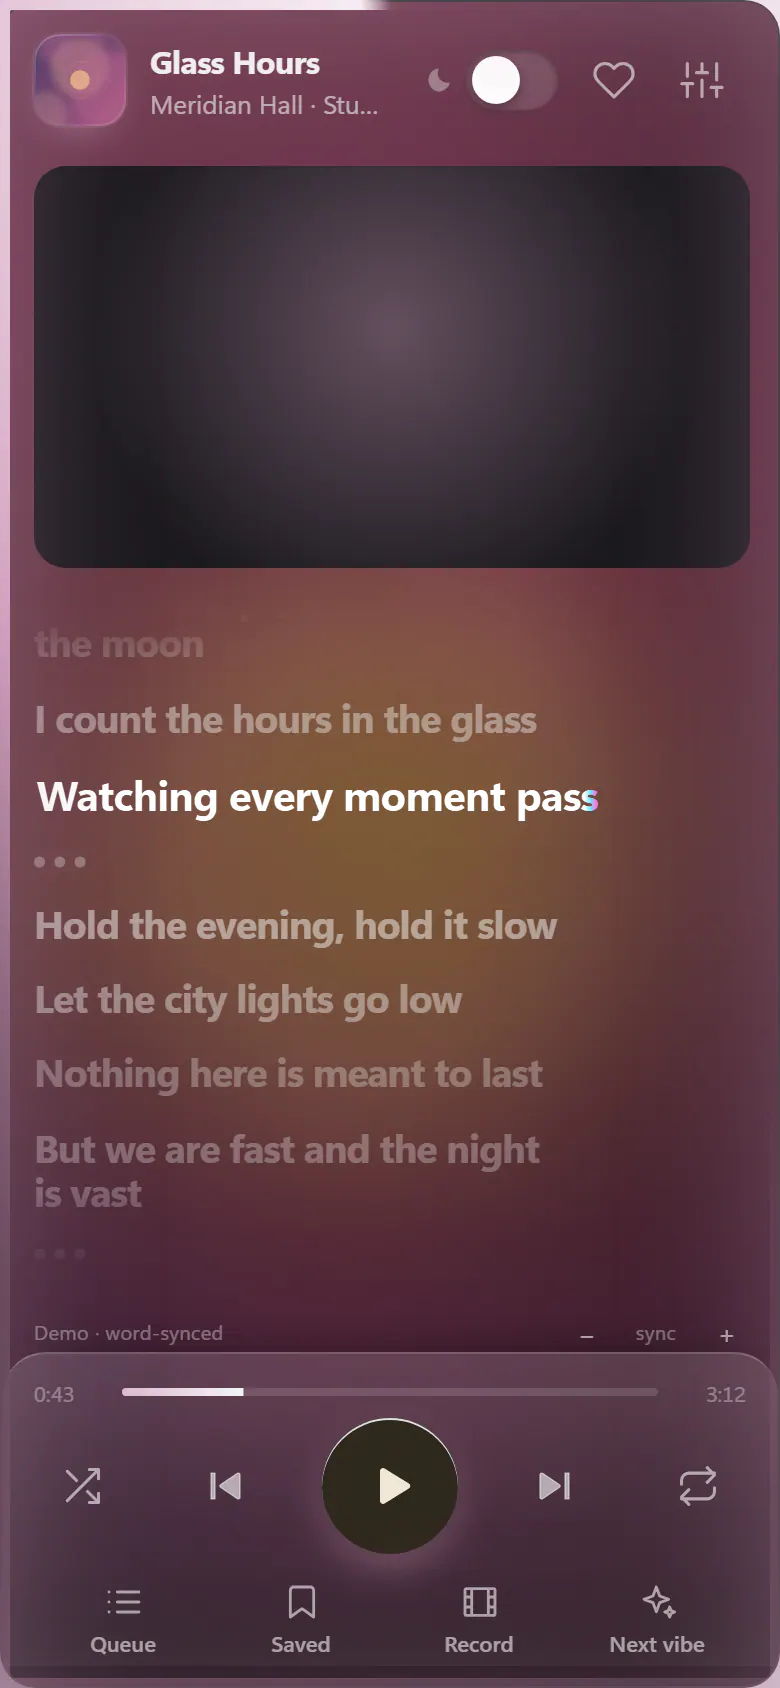 Glass Hours
Meridian Hall · Stu...
the moon
I count the hours in the glass
Watching every moment pass
•••
Hold the evening, hold it slow
Let the city lights go low
Nothing here is meant to last
But we are fast and the night
is vast
•••
Demo · word-synced
– sync +
0:43
3:12
Queue
Saved
Record
Next vibe